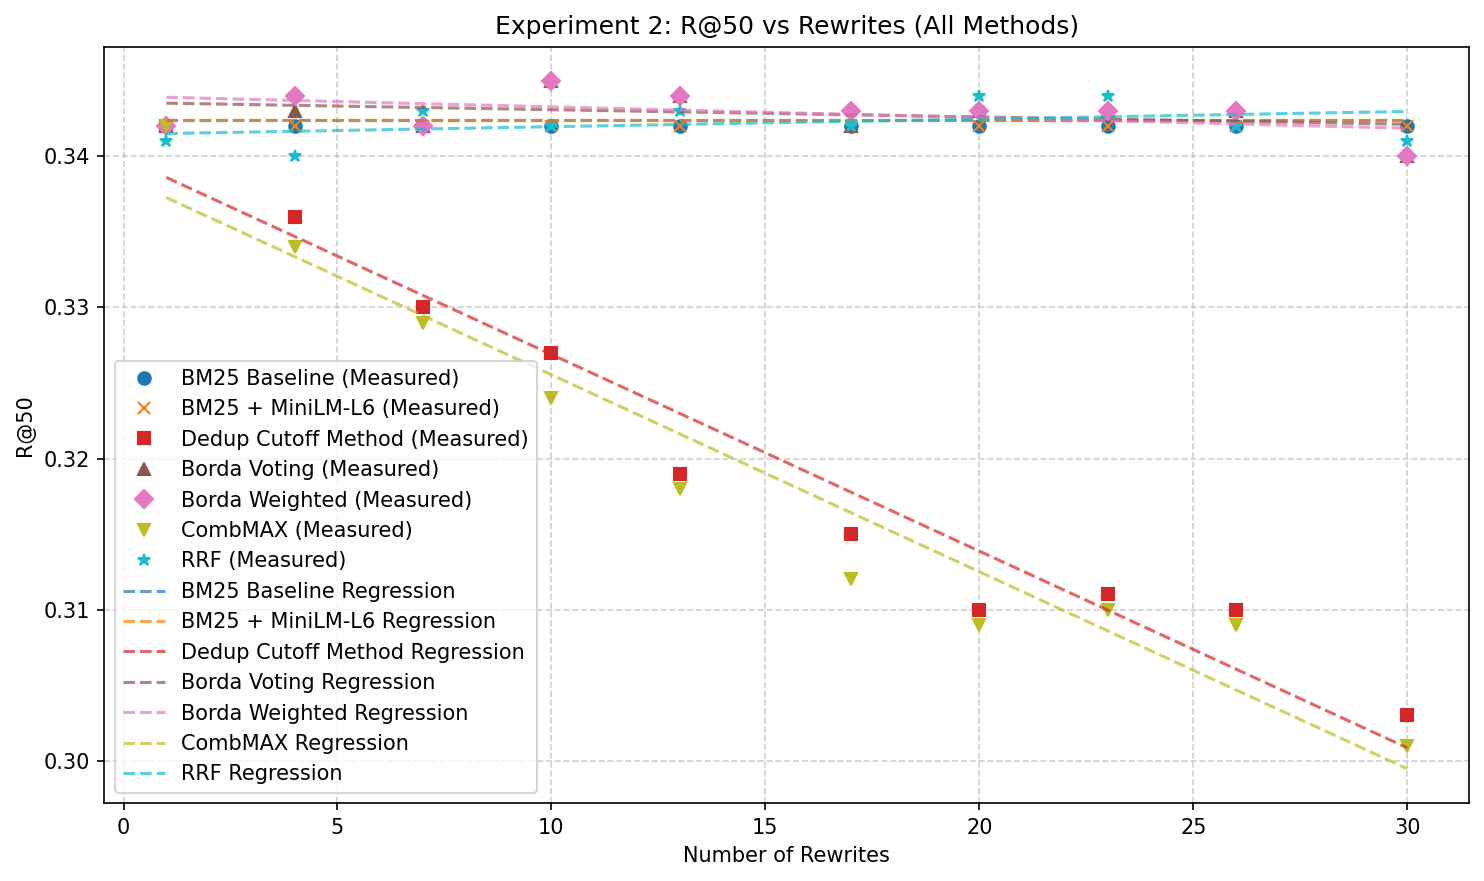 Experiment 2: R@50 vs Rewrites (All Methods)
R@50
0.34
0.33
0.32
0.31
0.30
BM25 Baseline (Measured)
BM25 + MiniLM-L6 (Measured)
Dedup Cutoff Method (Measured)
Borda Voting (Measured)
Borda Weighted (Measured)
CombMAX (Measured)
RRF (Measured)
BM25 Baseline Regression
BM25 + MiniLM-L6 Regression
Dedup Cutoff Method Regression
Borda Voting Regression
Borda Weighted Regression
CombMAX Regression
RRF Regression
0 5 10 15 20 25 30
Number of Rewrites